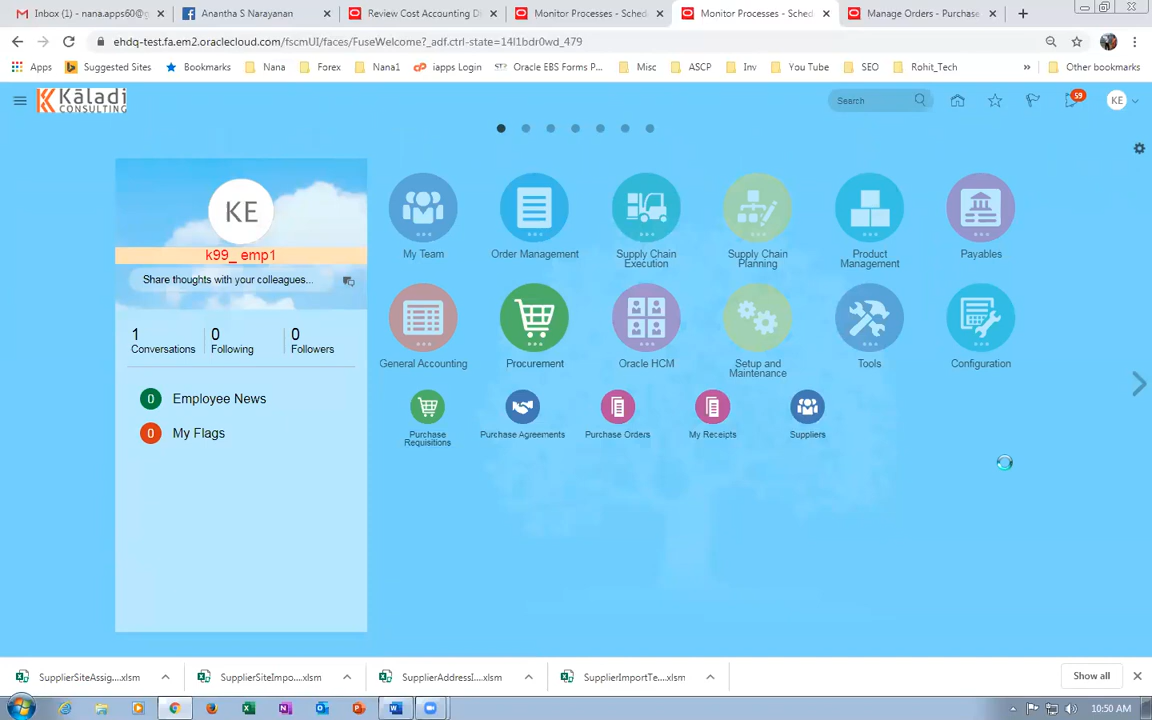 Inbox (1) - nana.apps60@g
Anantha S Narayanan
Review Cost Accounting Di
Monitor Processes - Sched
Monitor Processes - Sched
Manage Orders - Purchase
ehdq-test.fa.em2.oraclecloud.com/fscmUI/faces/FuseWelcome?_adf.ctrl-state=14l1bdr0wd_479
Apps
Suggested Sites
Bookmarks
Nana
Forex
Nana1
iapps Login
Oracle EBS Forms P...
Misc
ASCP
Inv
You Tube
SEO
Rohit_Tech
»
Other bookmarks
Kāladi
CONSULTING
Search
59
KE
KE
k99_ emp1
Share thoughts with your colleagues...
1
Conversations
0
Following
0
Followers
0 Employee News
0 My Flags
My Team
Order Management
Supply Chain
Execution
Supply Chain
Planning
Product
Management
Payables
General Accounting
Procurement
Oracle HCM
Setup and
Maintenance
Tools
Configuration
Purchase
Requisitions
Purchase Agreements
Purchase Orders
My Receipts
Suppliers
SupplierSiteAssig....xlsm
SupplierSiteImpo....xlsm
SupplierAddressI....xlsm
SupplierImportTe....xlsm
Show all
10:50 AM